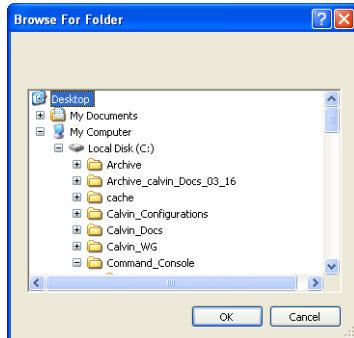 Browse For Folder
Desktop
My Documents
My Computer
Local Disk (C:)
Archive
Archive_calvin_Docs_03_16
cache
Calvin_Configurations
Calvin_Docs
Calvin_WG
Command_Console
OK Cancel